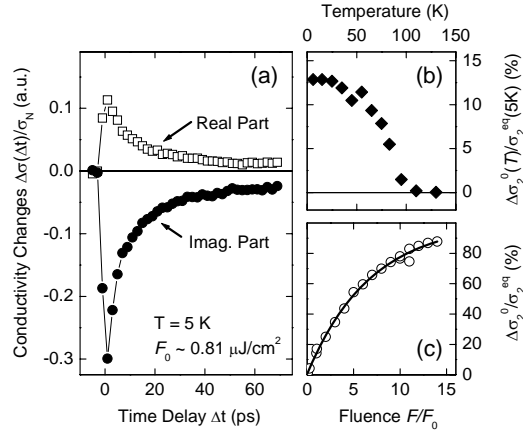 Temperature (K)
0 50 100 150
(a)
Real Part
Imag. Part
T = 5 K
F₀ ~ 0.81 μJ/cm²
Conductivity Changes Δσ(Δt)/σ_N (a.u.)
0.1
0.0
-0.1
-0.2
-0.3
0 20 40 60
Time Delay Δt (ps)
(b)
15
10
5
0
Δσ₂⁰(T)/σ₂^eq(5K) (%)
(c)
80
60
40
20
0
Δσ₂⁰/σ₂^eq (%)
0 5 10 15
Fluence F/F₀